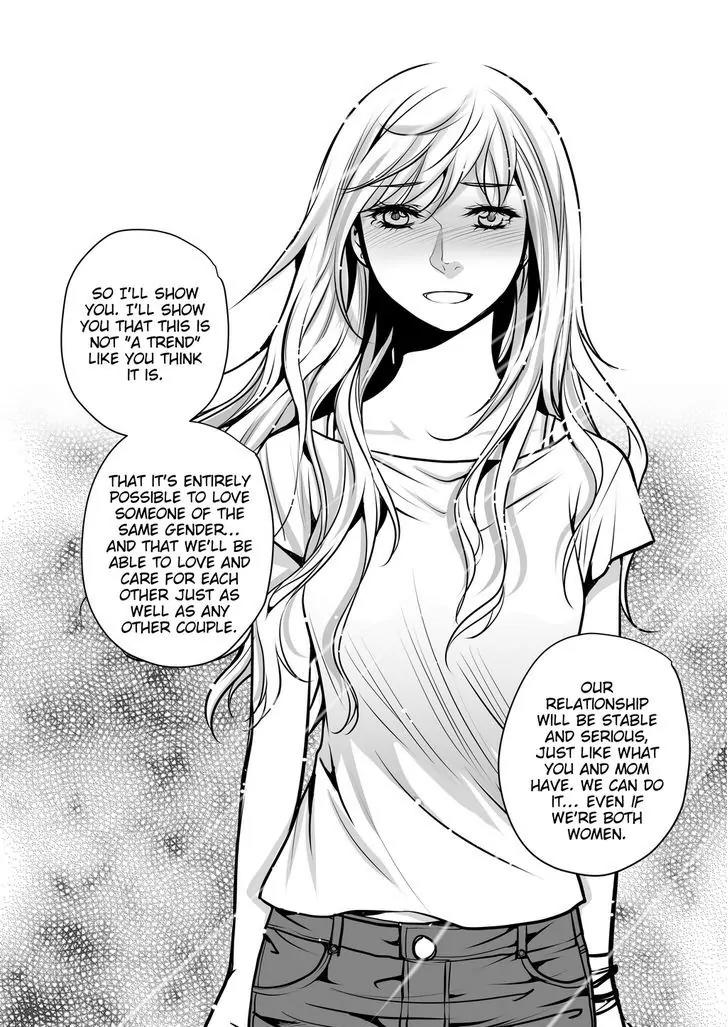 SO I'LL SHOW
YOU. I'LL SHOW
YOU THAT THIS IS
NOT "A TREND"
LIKE YOU THINK
IT IS.
THAT IT'S ENTIRELY
POSSIBLE TO LOVE
SOMEONE OF THE
SAME GENDER...
AND THAT WE'LL BE
ABLE TO LOVE AND
CARE FOR EACH
OTHER JUST AS
WELL AS ANY
OTHER COUPLE.
OUR
RELATIONSHIP
WILL BE STABLE
AND SERIOUS,
JUST LIKE WHAT
YOU AND MOM
HAVE. WE CAN DO
IT... EVEN IF
WE'RE BOTH
WOMEN.